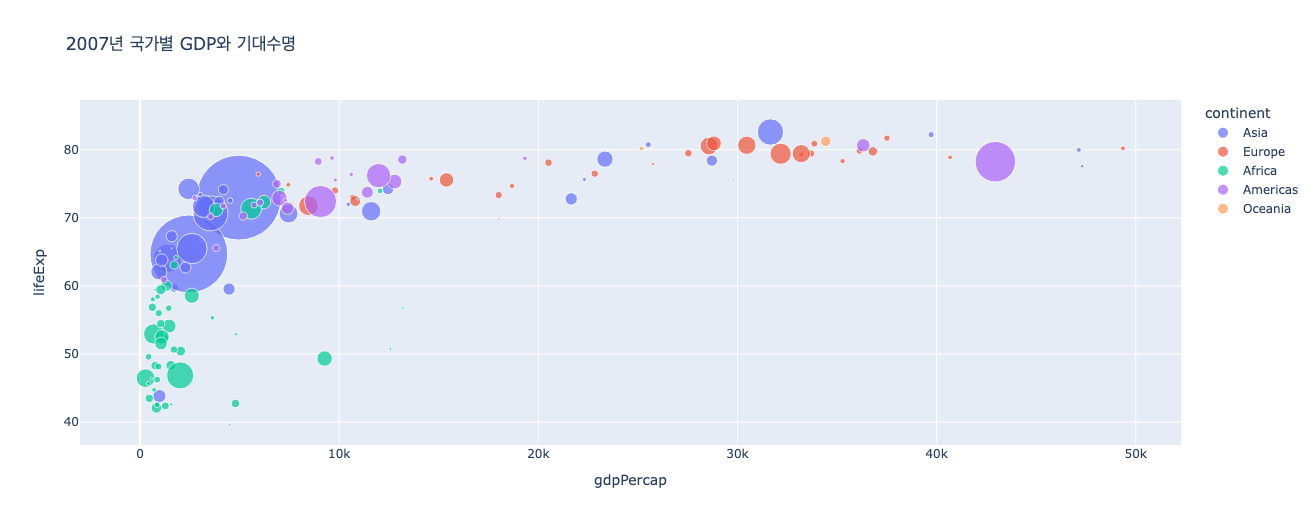 2007년 국가별 GDP와 기대수명
continent
Asia
Europe
Africa
Americas
Oceania
lifeExp
80
70
60
50
40
0 10k 20k 30k 40k 50k
gdpPercap